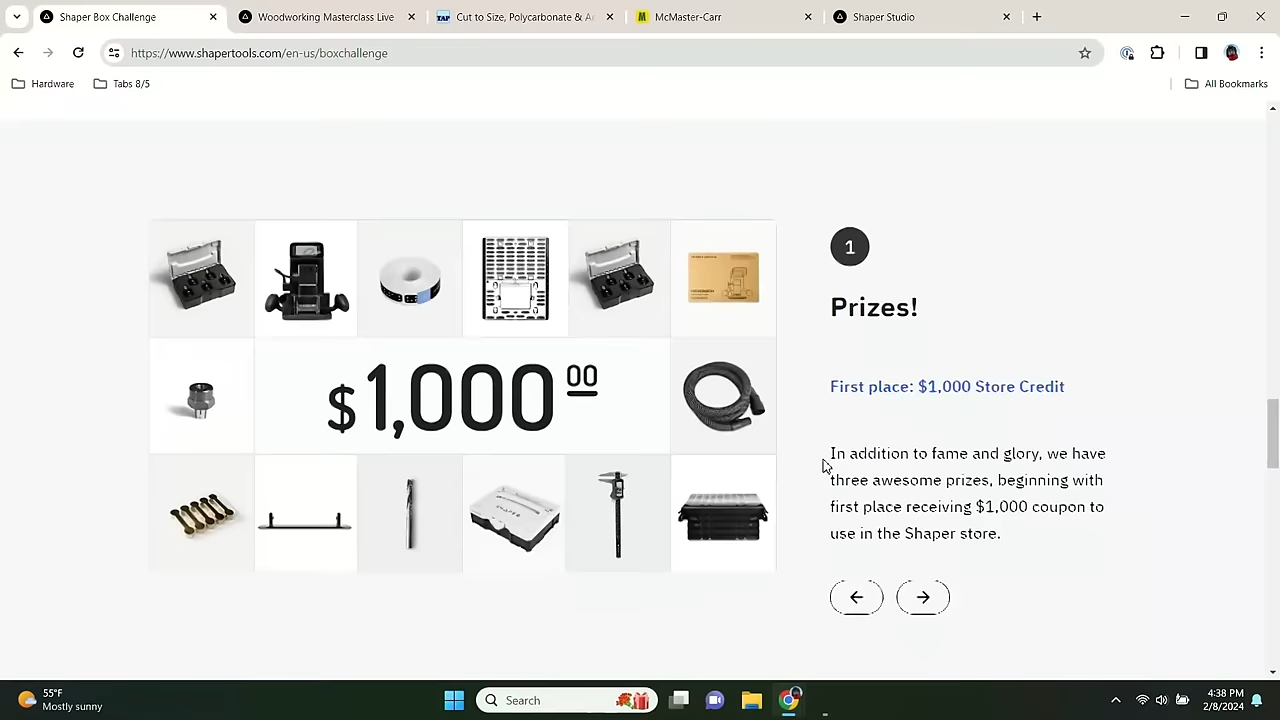 Shaper Box Challenge
Woodworking Masterclass Live
Cut to Size, Polycarbonate & A
McMaster-Carr
Shaper Studio
https://www.shapertools.com/en-us/boxchallenge
Hardware
Tabs 8/5
All Bookmarks
$1,000 00
1
Prizes!
First place: $1,000 Store Credit
In addition to fame and glory, we have
three awesome prizes, beginning with
first place receiving $1,000 coupon to
use in the Shaper store.
55°F
Mostly sunny
Search
4:38 PM
2/8/2024